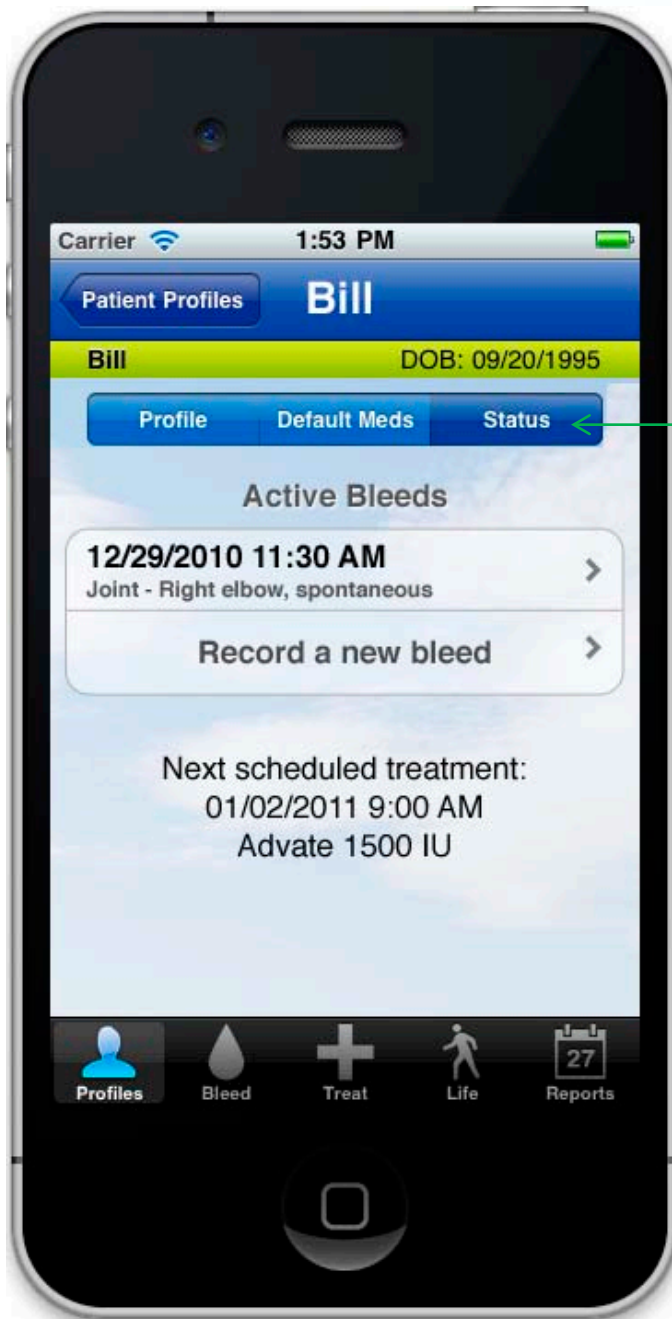 Carrier 1:53 PM
Patient Profiles Bill
Bill DOB: 09/20/1995
Profile Default Meds Status
Active Bleeds
12/29/2010 11:30 AM
Joint - Right elbow, spontaneous
Record a new bleed
Next scheduled treatment:
01/02/2011 9:00 AM
Advate 1500 IU
27
Profiles Bleed Treat Life Reports